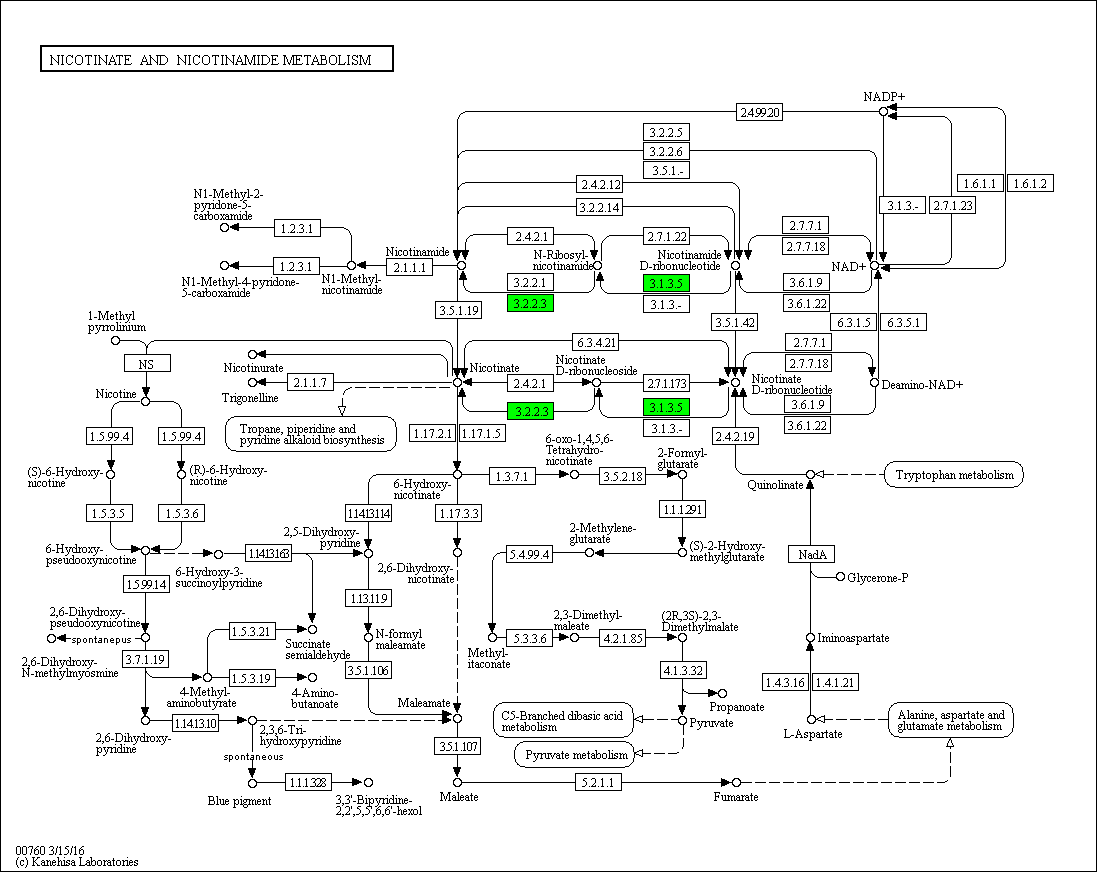 NICOTINATE AND NICOTINAMIDE METABOLISM
NADP+
2.4.99.20
3.2.2.5
3.2.2.6
3.5.1.-
2.4.2.12
3.2.2.14
1.6.1.1
1.6.1.2
3.1.3.-
2.7.1.23
N1-Methyl-2-
pyridone-5-
carboxamide
1.2.3.1
Nicotinamide
2.4.2.1
N-Ribosyl-
nicotinamide
2.7.1.22
Nicotinamide
D-ribonucleotide
2.7.7.1
2.7.7.18
NAD+
1.2.3.1
2.1.1.1
N1-Methyl-4-pyridone-
5-carboxamide
N1-Methyl-
nicotinamide
3.2.2.1
3.2.2.3
3.1.3.5
3.1.3.-
3.6.1.9
3.6.1.22
3.5.1.19
3.5.1.42
6.3.1.5
6.3.5.1
1-Methyl
pyrrolinium
NS
Nicotinurate
2.1.1.7
Trigonelline
Nicotinate
6.3.4.21
Nicotinate
D-ribonucleoside
2.4.2.1
2.7.1.173
2.7.7.1
2.7.7.18
Nicotinate
D-ribonucleotide
Deamino-NAD+
3.2.2.3
3.1.3.5
3.1.3.-
3.6.1.9
3.6.1.22
Nicotine
Tropane, piperidine and
pyridine alkaloid biosynthesis
1.5.99.4
1.5.99.4
1.17.2.1
1.17.1.5
2.4.2.19
(S)-6-Hydroxy-
nicotine
(R)-6-Hydroxy-
nicotine
6-Hydroxy-
nicotinate
1.3.7.1
6-oxo-1,4,5,6-
Tetrahydro-
nicotinate
3.5.2.18
2-Formyl-
glutarate
Quinolinate
Tryptophan metabolism
1.5.3.5
1.5.3.6
1.14.13.114
1.17.3.3
1.1.1.291
6-Hydroxy-
pseudooxynicotine
1.14.13.163
2,5-Dihydroxy-
pyridine
2,6-Dihydroxy-
nicotinate
5.4.99.4
2-Methylene-
glutarate
(S)-2-Hydroxy-
methylglutarate
NadA
Glycerone-P
6-Hydroxy-3-
succinoylpyridine
1.5.99.14
1.13.11.9
2,6-Dihydroxy-
pseudooxynicotine
spontanepus
1.5.3.21
Succinate
semialdehyde
N-formyl
maleamate
Methyl-
itaconate
5.3.3.6
2,3-Dimethyl-
maleate
4.2.1.85
(2R,3S)-2,3-
Dimethylmalate
Iminoaspartate
3.7.1.19
2,6-Dihydroxy-
N-methylmyosmine
4-Methyl-
aminobutyrate
1.5.3.19
4-Amino-
butanoate
3.5.1.106
4.1.3.32
Propanoate
1.4.3.16
1.4.1.21
2,6-Dihydroxy-
pyridine
1.14.13.10
2,3,6-Tri-
hydroxypyridine
Maleamate
C5-Branched dibasic acid
metabolism
Pyruvate
Pyruvate metabolism
L-Aspartate
Alanine, aspartate and
glutamate metabolism
spontaneous
3.5.1.107
Blue pigment
1.1.1.328
3,3'-Bipyridine-
2,2',5,5',6,6'-hexol
Maleate
5.2.1.1
Fumarate
00760 3/15/16
(c) Kanehisa Laboratories